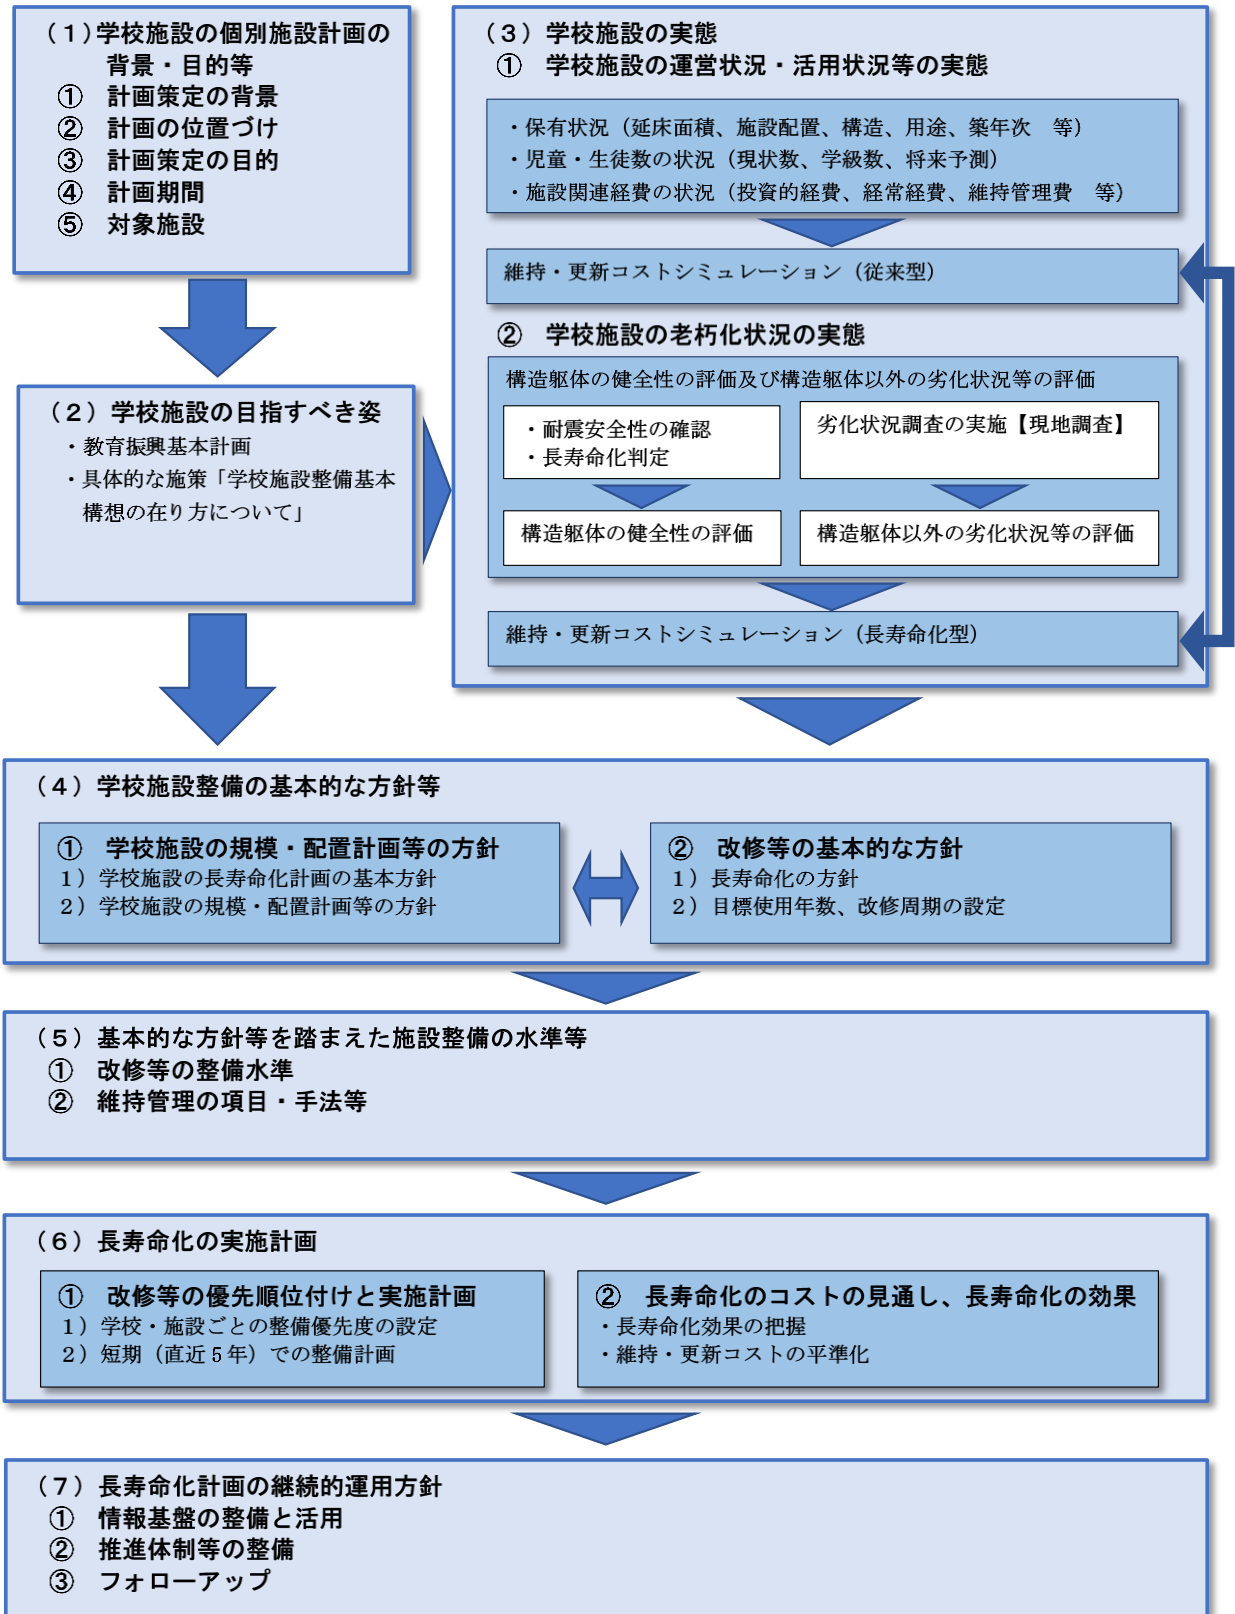 （１）学校施設の個別施設計画の
背景・目的等
①　計画策定の背景
②　計画の位置づけ
③　計画策定の目的
④　計画期間
⑤　対象施設
（２）学校施設の目指すべき姿
・教育振興基本計画
・具体的な施策「学校施設整備基本
構想の在り方について」
（３）学校施設の実態
①　学校施設の運営状況・活用状況等の実態
・保有状況（延床面積、施設配置、構造、用途、築年次　等）
・児童・生徒数の状況（現状数、学級数、将来予測）
・施設関連経費の状況（投資的経費、経常経費、維持管理費　等）
維持・更新コストシミュレーション（従来型）
②　学校施設の老朽化状況の実態
構造躯体の健全性の評価及び構造躯体以外の劣化状況等の評価
・耐震安全性の確認
・長寿命化判定
劣化状況調査の実施【現地調査】
構造躯体の健全性の評価
構造躯体以外の劣化状況等の評価
維持・更新コストシミュレーション（長寿命化型）
（４）学校施設整備の基本的な方針等
①　学校施設の規模・配置計画等の方針
１）学校施設の長寿命化計画の基本方針
２）学校施設の規模・配置計画等の方針
②　改修等の基本的な方針
１）長寿命化の方針
２）目標使用年数、改修周期の設定
（５）基本的な方針等を踏まえた施設整備の水準等
①　改修等の整備水準
②　維持管理の項目・手法等
（６）長寿命化の実施計画
①　改修等の優先順位付けと実施計画
１）学校・施設ごとの整備優先度の設定
２）短期（直近５年）での整備計画
②　長寿命化のコストの見通し、長寿命化の効果
・長寿命化効果の把握
・維持・更新コストの平準化
（７）長寿命化計画の継続的運用方針
①　情報基盤の整備と活用
②　推進体制等の整備
③　フォローアップ